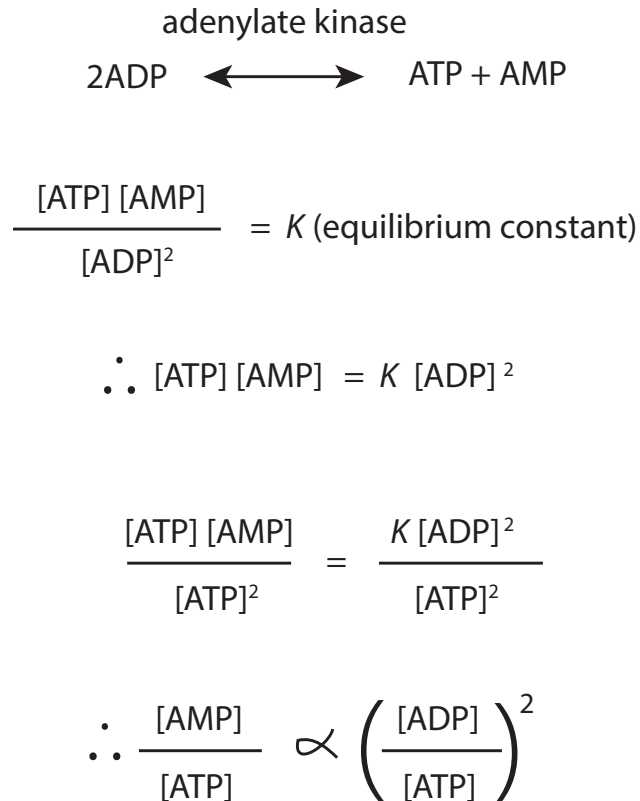 adenylate kinase
2ADP ⟷ ATP + AMP
[ATP] [AMP]
[ADP]² = K (equilibrium constant)
∴ [ATP] [AMP] = K [ADP] ²
[ATP] [AMP] = K [ADP] ²
[ATP]² [ATP]²
∴ [AMP] ∝ ( [ADP] ) ²
[ATP] [ATP]